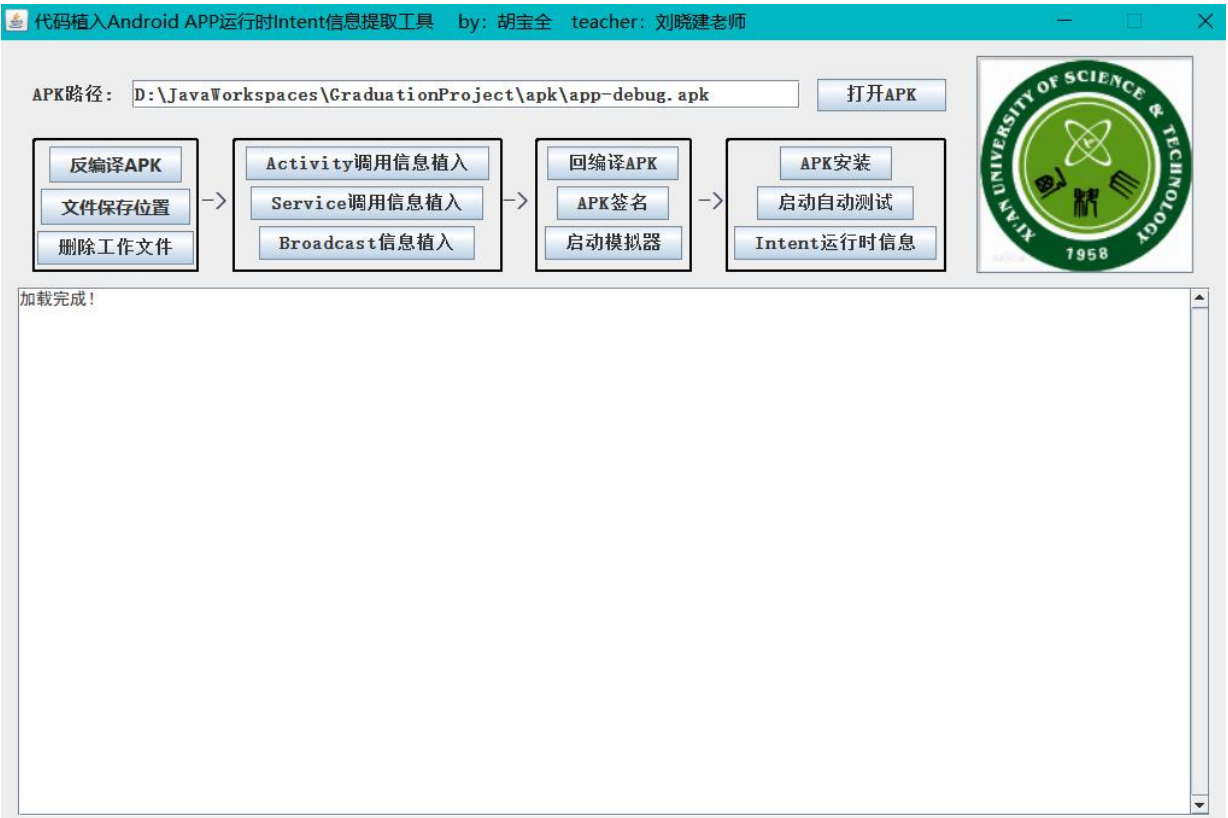 代码植入Android APP运行时Intent信息提取工具 by: 胡宝全 teacher: 刘晓建老师
APK路径: D:\JavaWorkspaces\GraduationProject\apk\app-debug.apk 打开APK
反编译APK
文件保存位置
删除工作文件
->
Activity调用信息植入
Service调用信息植入
Broadcast信息植入
->
回编译APK
APK签名
启动模拟器
->
APK安装
启动自动测试
Intent运行时信息
XI'AN UNIVERSITY OF SCIENCE & TECHNOLOGY
1958
加载完成!